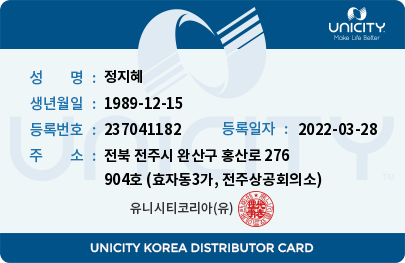 UNICITY
Make Life Better
성 명 : 정지혜
생년월일 : 1989-12-15
등록번호 : 237041182 등록일자 : 2022-03-28
주 소 : 전북 전주시 완산구 홍산로 276
904호 (효자동3가, 전주상공회의소)
유니시티코리아(유)
UNICITY
UNICITY KOREA DISTRIBUTOR CARD